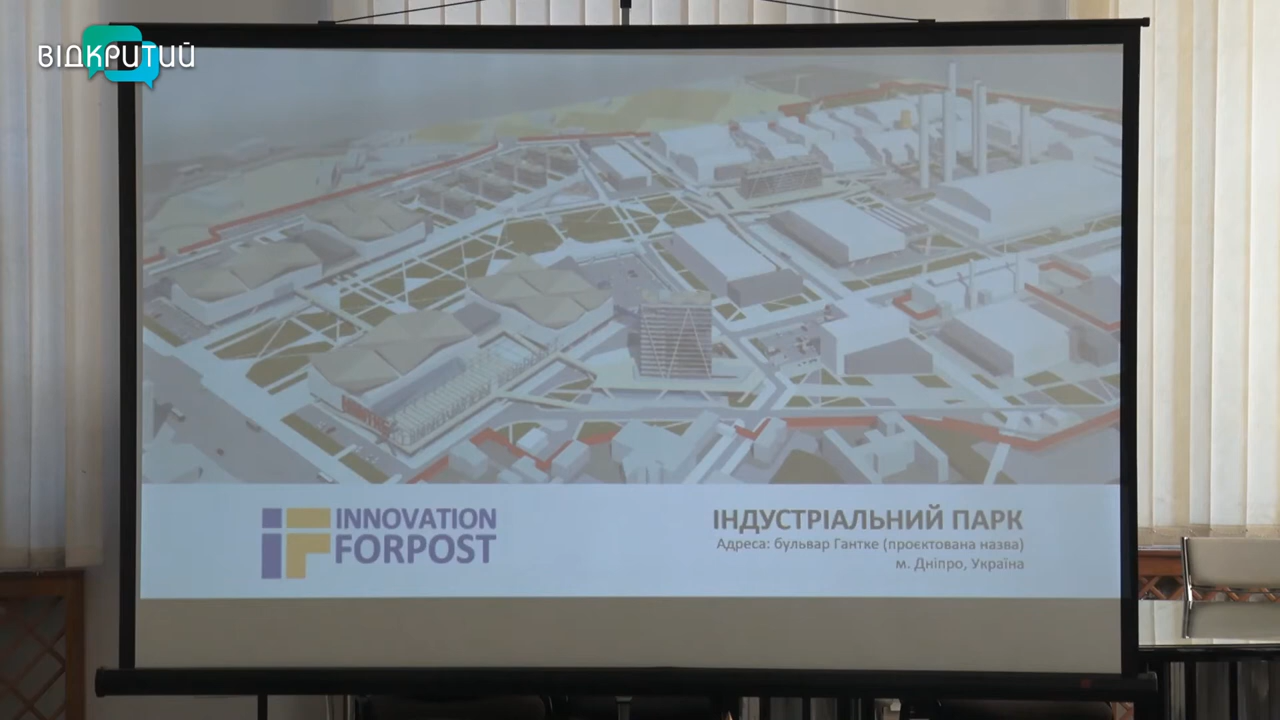 ВІДКРИТИЙ
INNOVATION
FORPOST
ІНДУСТРІАЛЬНИЙ ПАРК
Адреса: бульвар Гантке (проєктована назва)
м. Дніпро, Україна